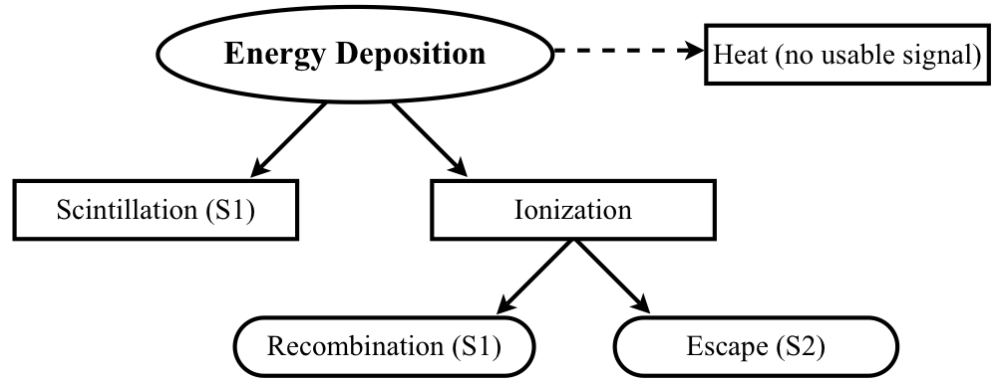 Energy Deposition
Heat (no usable signal)
Scintillation (S1)
Ionization
Recombination (S1)
Escape (S2)